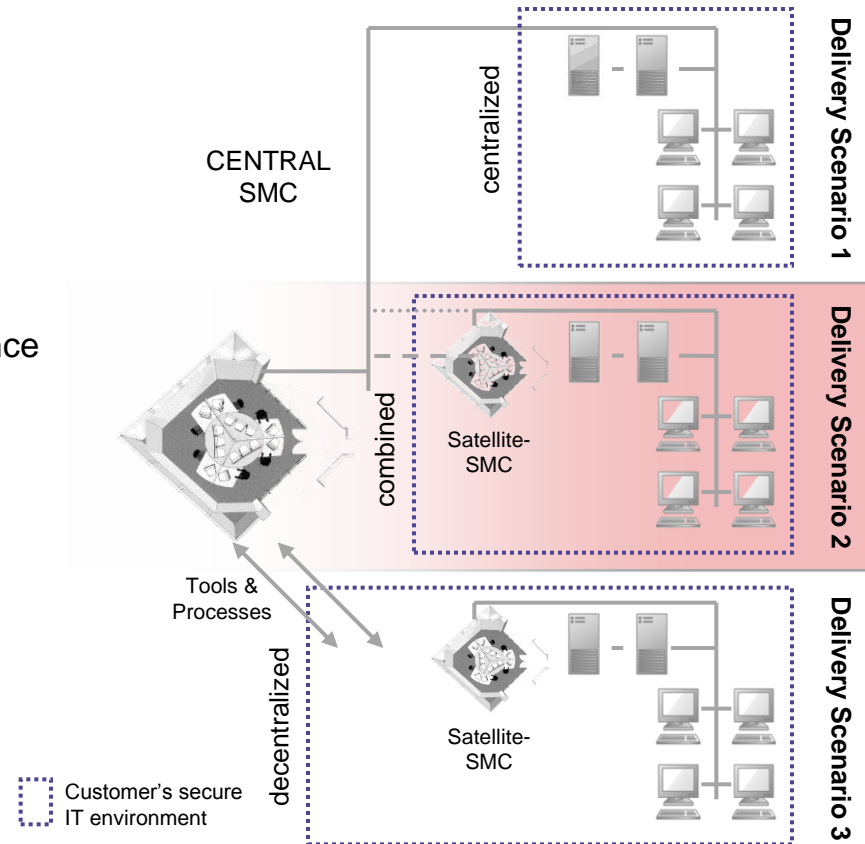 Delivery Scenario 1
centralized
CENTRAL
SMC
nce
Delivery Scenario 2
combined
Satellite-
SMC
Tools &
Processes
Delivery Scenario 3
decentralized
Satellite-
SMC
Customer's secure
IT environment